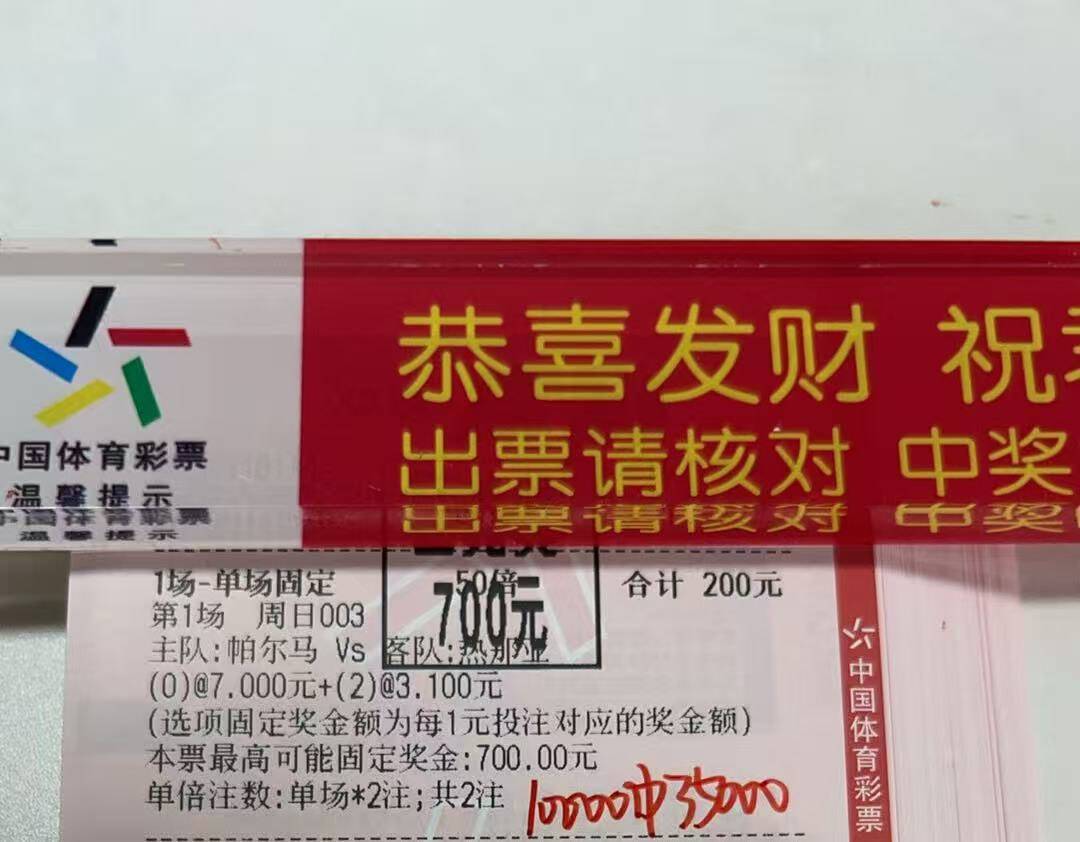 恭喜发财 祝
出票请核对 中奖
中国体育彩票
温馨提示
1场-单场固定 50倍 合计 200元
700元
第1场 周日003
主队:帕尔马 Vs 客队:热那亚
(0)@7.000元+(2)@3.100元
(选项固定奖金额为每1元投注对应的奖金额)
本票最高可能固定奖金:700.00元
单倍注数:单场*2注;共2注
10000中35000
中国体育彩票